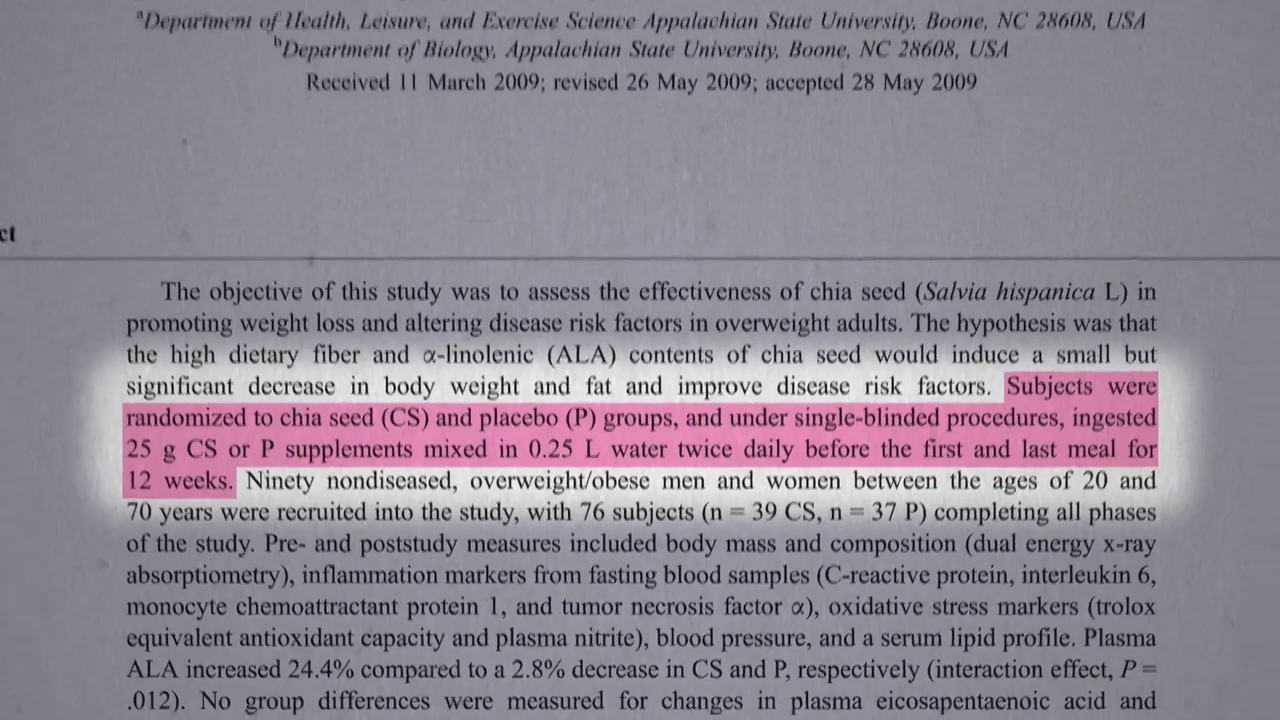 ᵃDepartment of Health, Leisure, and Exercise Science Appalachian State University, Boone, NC 28608, USA
ᵇDepartment of Biology, Appalachian State University, Boone, NC 28608, USA
Received 11 March 2009; revised 26 May 2009; accepted 28 May 2009
ct
The objective of this study was to assess the effectiveness of chia seed (Salvia hispanica L) in
promoting weight loss and altering disease risk factors in overweight adults. The hypothesis was that
the high dietary fiber and α-linolenic (ALA) contents of chia seed would induce a small but
significant decrease in body weight and fat and improve disease risk factors. Subjects were
randomized to chia seed (CS) and placebo (P) groups, and under single-blinded procedures, ingested
25 g CS or P supplements mixed in 0.25 L water twice daily before the first and last meal for
12 weeks. Ninety nondiseased, overweight/obese men and women between the ages of 20 and
70 years were recruited into the study, with 76 subjects (n = 39 CS, n = 37 P) completing all phases
of the study. Pre- and poststudy measures included body mass and composition (dual energy x-ray
absorptiometry), inflammation markers from fasting blood samples (C-reactive protein, interleukin 6,
monocyte chemoattractant protein 1, and tumor necrosis factor α), oxidative stress markers (trolox
equivalent antioxidant capacity and plasma nitrite), blood pressure, and a serum lipid profile. Plasma
ALA increased 24.4% compared to a 2.8% decrease in CS and P, respectively (interaction effect, P =
.012). No group differences were measured for changes in plasma eicosapentaenoic acid and